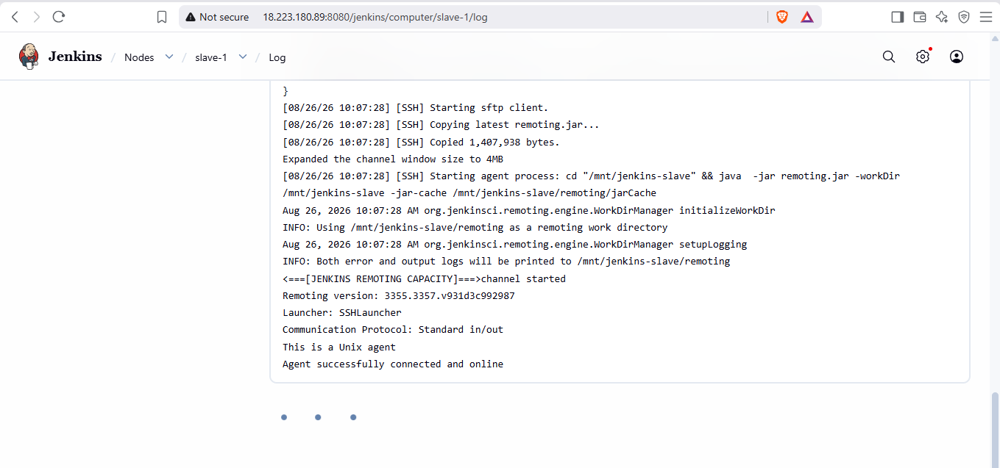 Not secure 18.223.180.89:8080/jenkins/computer/slave-1/log
Jenkins / Nodes / slave-1 / Log
}
[08/26/26 10:07:28] [SSH] Starting sftp client.
[08/26/26 10:07:28] [SSH] Copying latest remoting.jar...
[08/26/26 10:07:28] [SSH] Copied 1,407,938 bytes.
Expanded the channel window size to 4MB
[08/26/26 10:07:28] [SSH] Starting agent process: cd "/mnt/jenkins-slave" && java  -jar remoting.jar -workDir
/mnt/jenkins-slave -jar-cache /mnt/jenkins-slave/remoting/jarCache
Aug 26, 2026 10:07:28 AM org.jenkinsci.remoting.engine.WorkDirManager initializeWorkDir
INFO: Using /mnt/jenkins-slave/remoting as a remoting work directory
Aug 26, 2026 10:07:28 AM org.jenkinsci.remoting.engine.WorkDirManager setupLogging
INFO: Both error and output logs will be printed to /mnt/jenkins-slave/remoting
<===[JENKINS REMOTING CAPACITY]===>channel started
Remoting version: 3355.3357.v931d3c992987
Launcher: SSHLauncher
Communication Protocol: Standard in/out
This is a Unix agent
Agent successfully connected and online